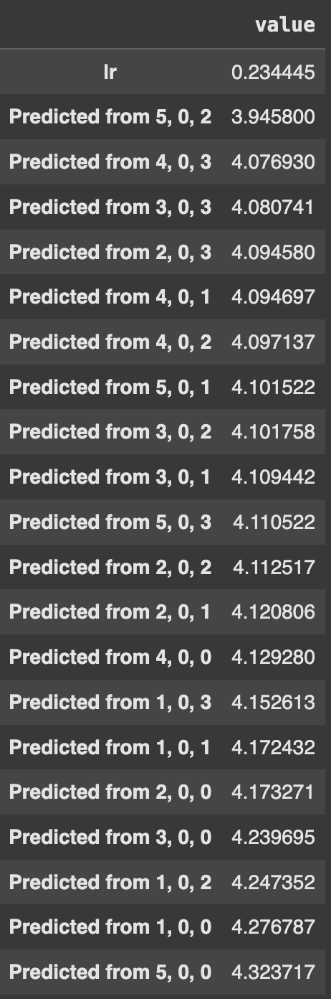 value
lr 0.234445
Predicted from 5, 0, 2 3.945800
Predicted from 4, 0, 3 4.076930
Predicted from 3, 0, 3 4.080741
Predicted from 2, 0, 3 4.094580
Predicted from 4, 0, 1 4.094697
Predicted from 4, 0, 2 4.097137
Predicted from 5, 0, 1 4.101522
Predicted from 3, 0, 2 4.101758
Predicted from 3, 0, 1 4.109442
Predicted from 5, 0, 3 4.110522
Predicted from 2, 0, 2 4.112517
Predicted from 2, 0, 1 4.120806
Predicted from 4, 0, 0 4.129280
Predicted from 1, 0, 3 4.152613
Predicted from 1, 0, 1 4.172432
Predicted from 2, 0, 0 4.173271
Predicted from 3, 0, 0 4.239695
Predicted from 1, 0, 2 4.247352
Predicted from 1, 0, 0 4.276787
Predicted from 5, 0, 0 4.323717